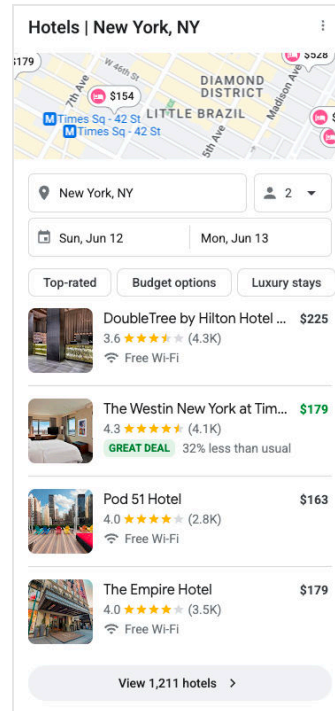 Hotels | New York, NY
$179
W 46th St
$528
7th Ave
$154
DIAMOND
DISTRICT
Madison Ave
Times Sq - 42 St
LITTLE BRAZIL
Times Sq - 42 St
5th Ave
New York, NY
2
Sun, Jun 12
Mon, Jun 13
Top-rated
Budget options
Luxury stays
DoubleTree by Hilton Hotel ... $225
3.6 (4.3K)
Free Wi-Fi
The Westin New York at Tim... $179
4.3 (4.1K)
GREAT DEAL 32% less than usual
Pod 51 Hotel $163
4.0 (2.8K)
Free Wi-Fi
The Empire Hotel $179
4.0 (3.5K)
Free Wi-Fi
View 1,211 hotels